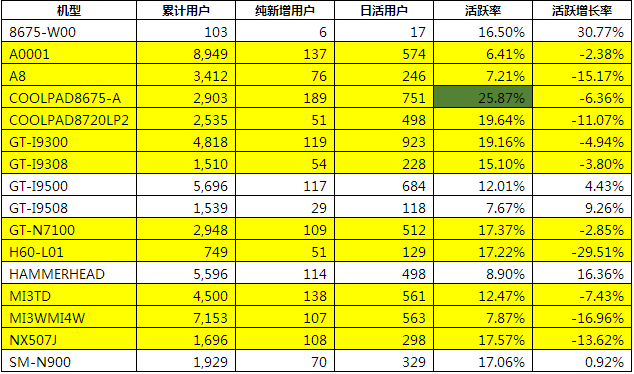 机型 累计用户 纯新增用户 日活用户 活跃率 活跃增长率
8675-W00 103 6 17 16.50% 30.77%
A0001 8,949 137 574 6.41% -2.38%
A8 3,412 76 246 7.21% -15.17%
COOLPAD8675-A 2,903 189 751 25.87% -6.36%
COOLPAD8720LP2 2,535 51 498 19.64% -11.07%
GT-I9300 4,818 119 923 19.16% -4.94%
GT-I9308 1,510 54 228 15.10% -3.80%
GT-I9500 5,696 117 684 12.01% 4.43%
GT-I9508 1,539 29 118 7.67% 9.26%
GT-N7100 2,948 109 512 17.37% -2.85%
H60-L01 749 51 129 17.22% -29.51%
HAMMERHEAD 5,596 114 498 8.90% 16.36%
MI3TD 4,500 138 561 12.47% -7.43%
MI3WMI4W 7,153 107 563 7.87% -16.96%
NX507J 1,696 108 298 17.57% -13.62%
SM-N900 1,929 70 329 17.06% 0.92%